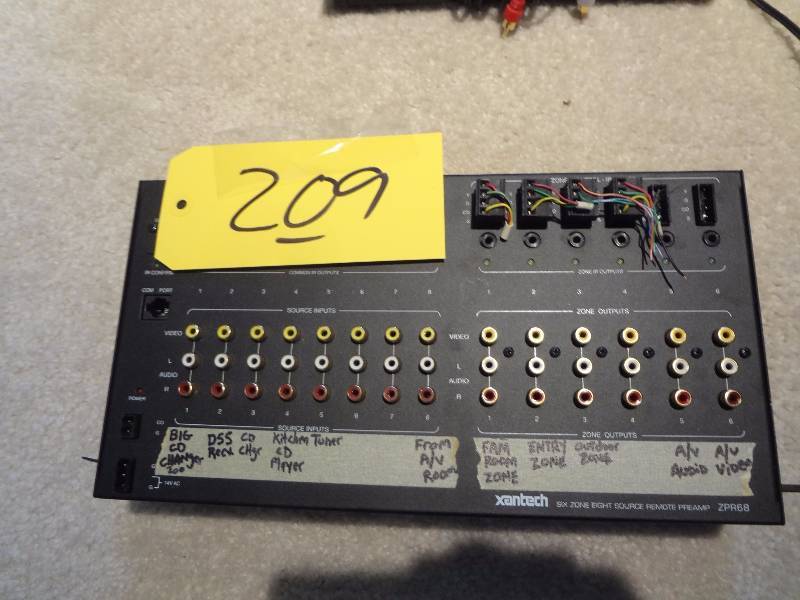 209
ZONE
IN CONFIRM
COMMON IR OUTPUTS
ZONE IR OUTPUTS
COM PORT
1 2 3 4 5 6 7 8
1 2 3 4 5 6
SOURCE INPUTS
ZONE OUTPUTS
VIDEO
VIDEO
L
L
AUDIO
AUDIO
R
R
POWER
1 2 3 4 5 6 7 8
1 2 3 4 5 6
SOURCE INPUTS
ZONE OUTPUTS
BIG
CD
CHANGER
200
DSS
Recv
CD
Chgr
Kitchen Tuner
CD
Player
From
A/V
Room
FAM
ROOM
ZONE
ENTRY
ZONE
Outdoor
ZONE
A/V
Audio
A/V
Video
14V AC
xantech SIX ZONE EIGHT SOURCE REMOTE PREAMP ZPR68